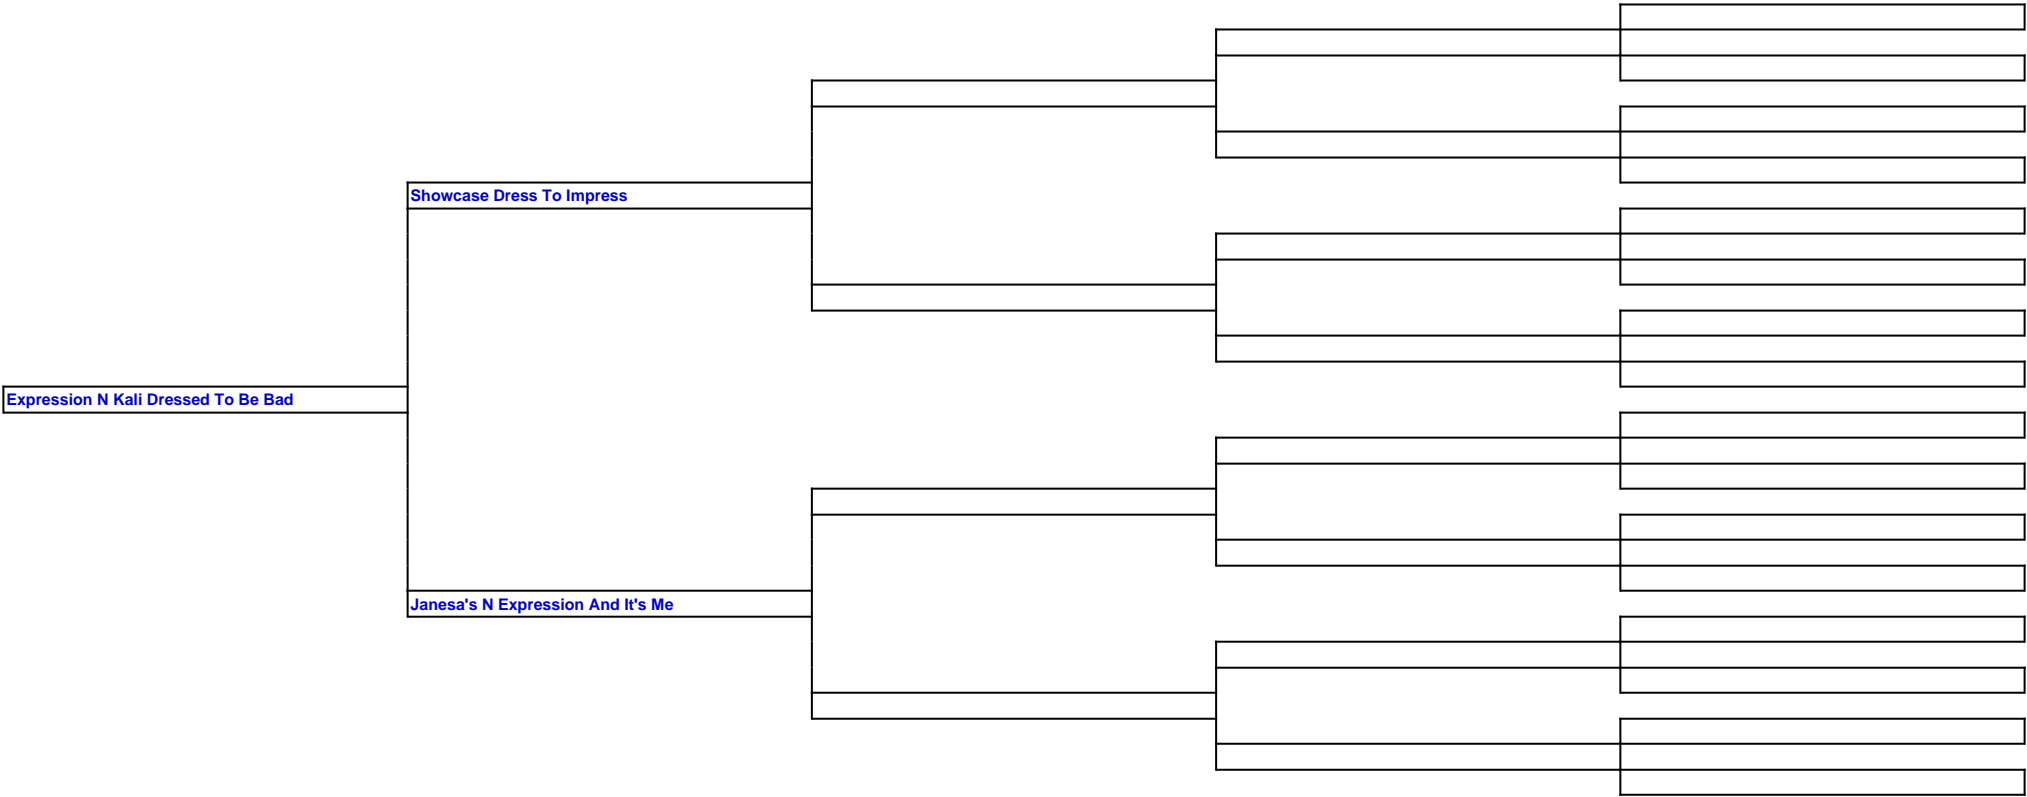 Showcase Dress To Impress
Expression N Kali Dressed To Be Bad
Janesa's N Expression And It's Me